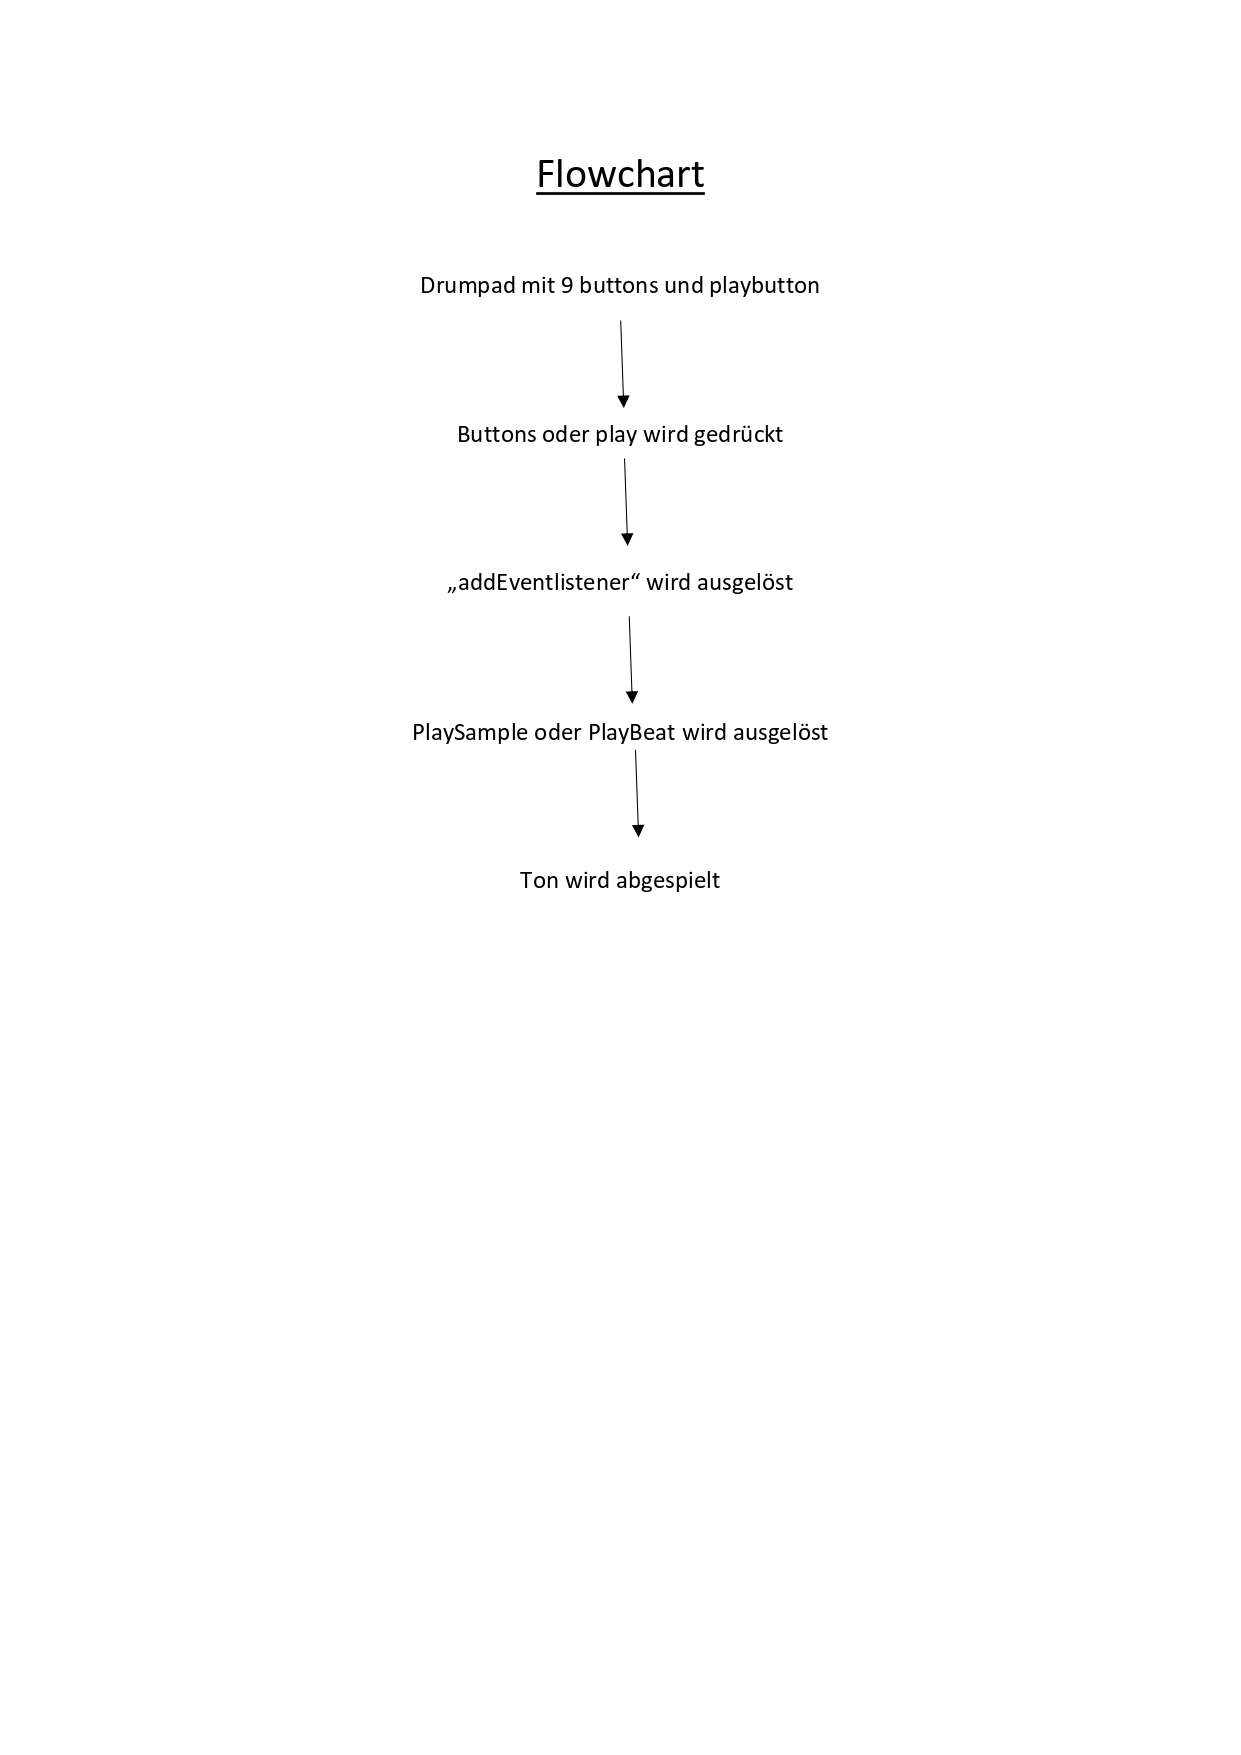 Flowchart
Drumpad mit 9 buttons und playbutton
Buttons oder play wird gedrückt
„addEventlistener“ wird ausgelöst
PlaySample oder PlayBeat wird ausgelöst
Ton wird abgespielt